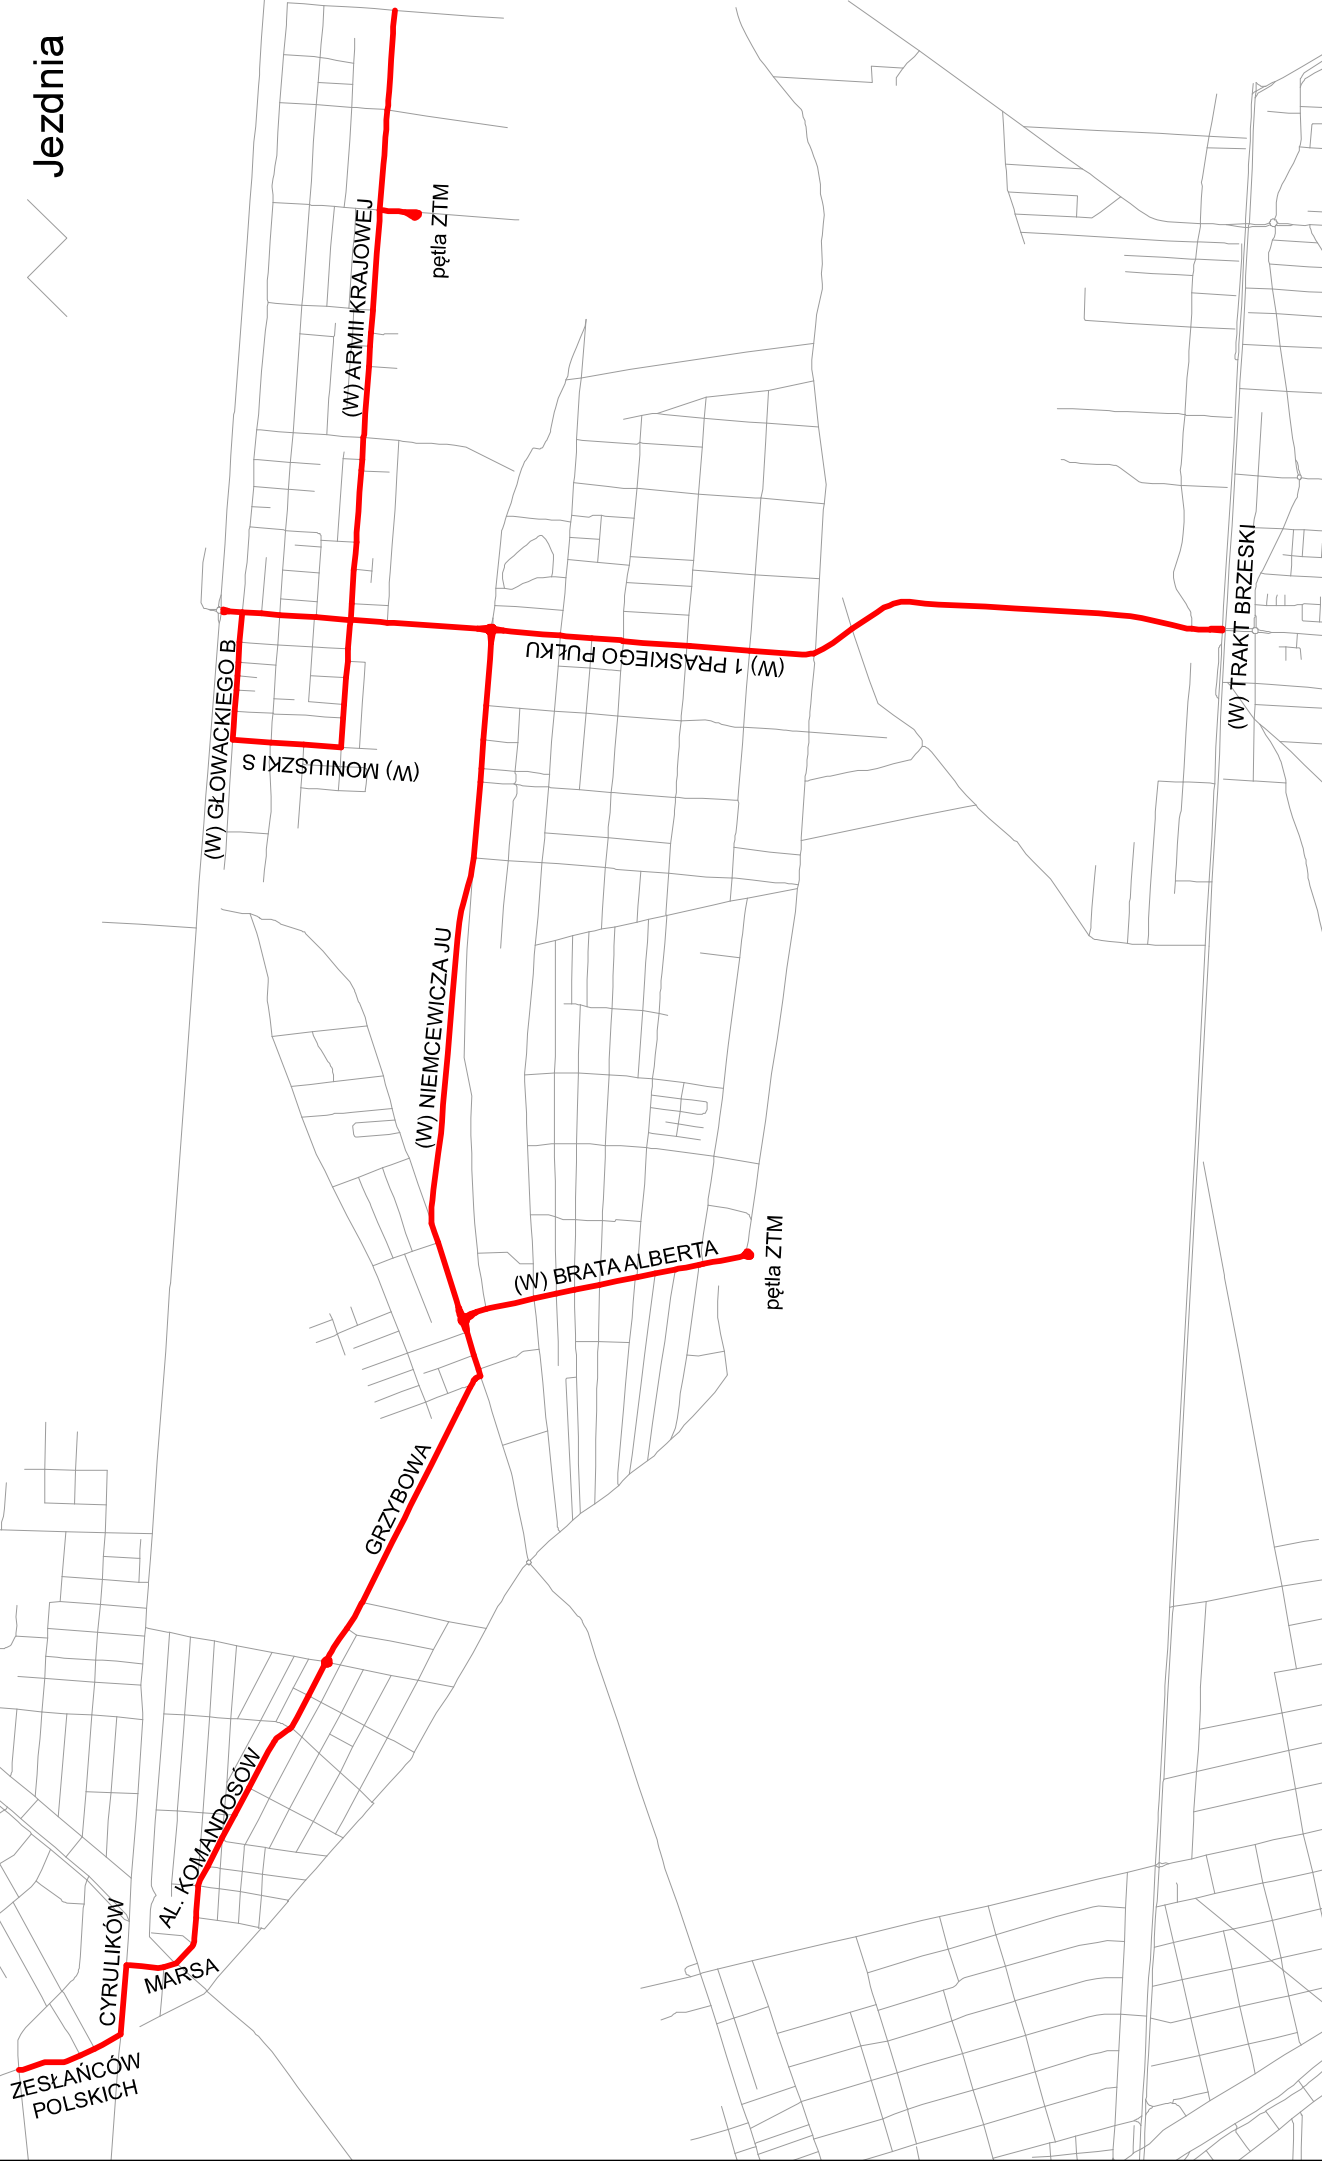 Jezdnia
pętla ZTM
(W) ARMII KRAJOWEJ
(W) GŁOWACKIEGO B
(W) MONIUSZKI S
(W) 1 PRASKIEGO PUŁKU
(W) TRAKT BRZESKI
(W) NIEMCEWICZA JU
(W) BRATA ALBERTA
pętla ZTM
GRZYBOWA
AL. KOMANDOSÓW
CYRULIKÓW
MARSA
ZESŁAŃCÓW
POLSKICH